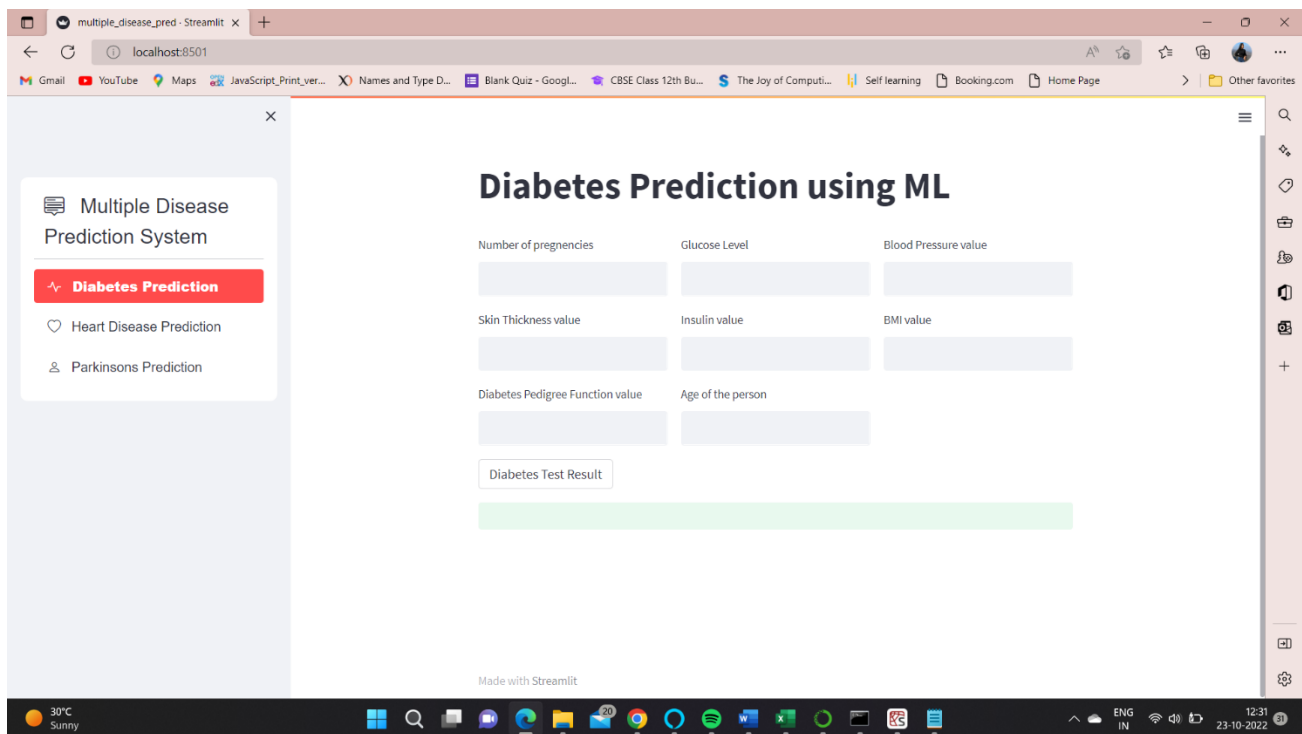 multiple_disease_pred · Streamlit
localhost:8501
Gmail YouTube Maps JavaScript_Print_ver... Names and Type D... Blank Quiz - Googl... CBSE Class 12th Bu... The Joy of Computi... Self learning Booking.com Home Page Other favorites
Multiple Disease
Prediction System
Diabetes Prediction
Heart Disease Prediction
Parkinsons Prediction
Diabetes Prediction using ML
Number of pregnencies Glucose Level Blood Pressure value
Skin Thickness value Insulin value BMI value
Diabetes Pedigree Function value Age of the person
Diabetes Test Result
Made with Streamlit
30°C
Sunny
20
ENG
IN
12:31
23-10-2022
31